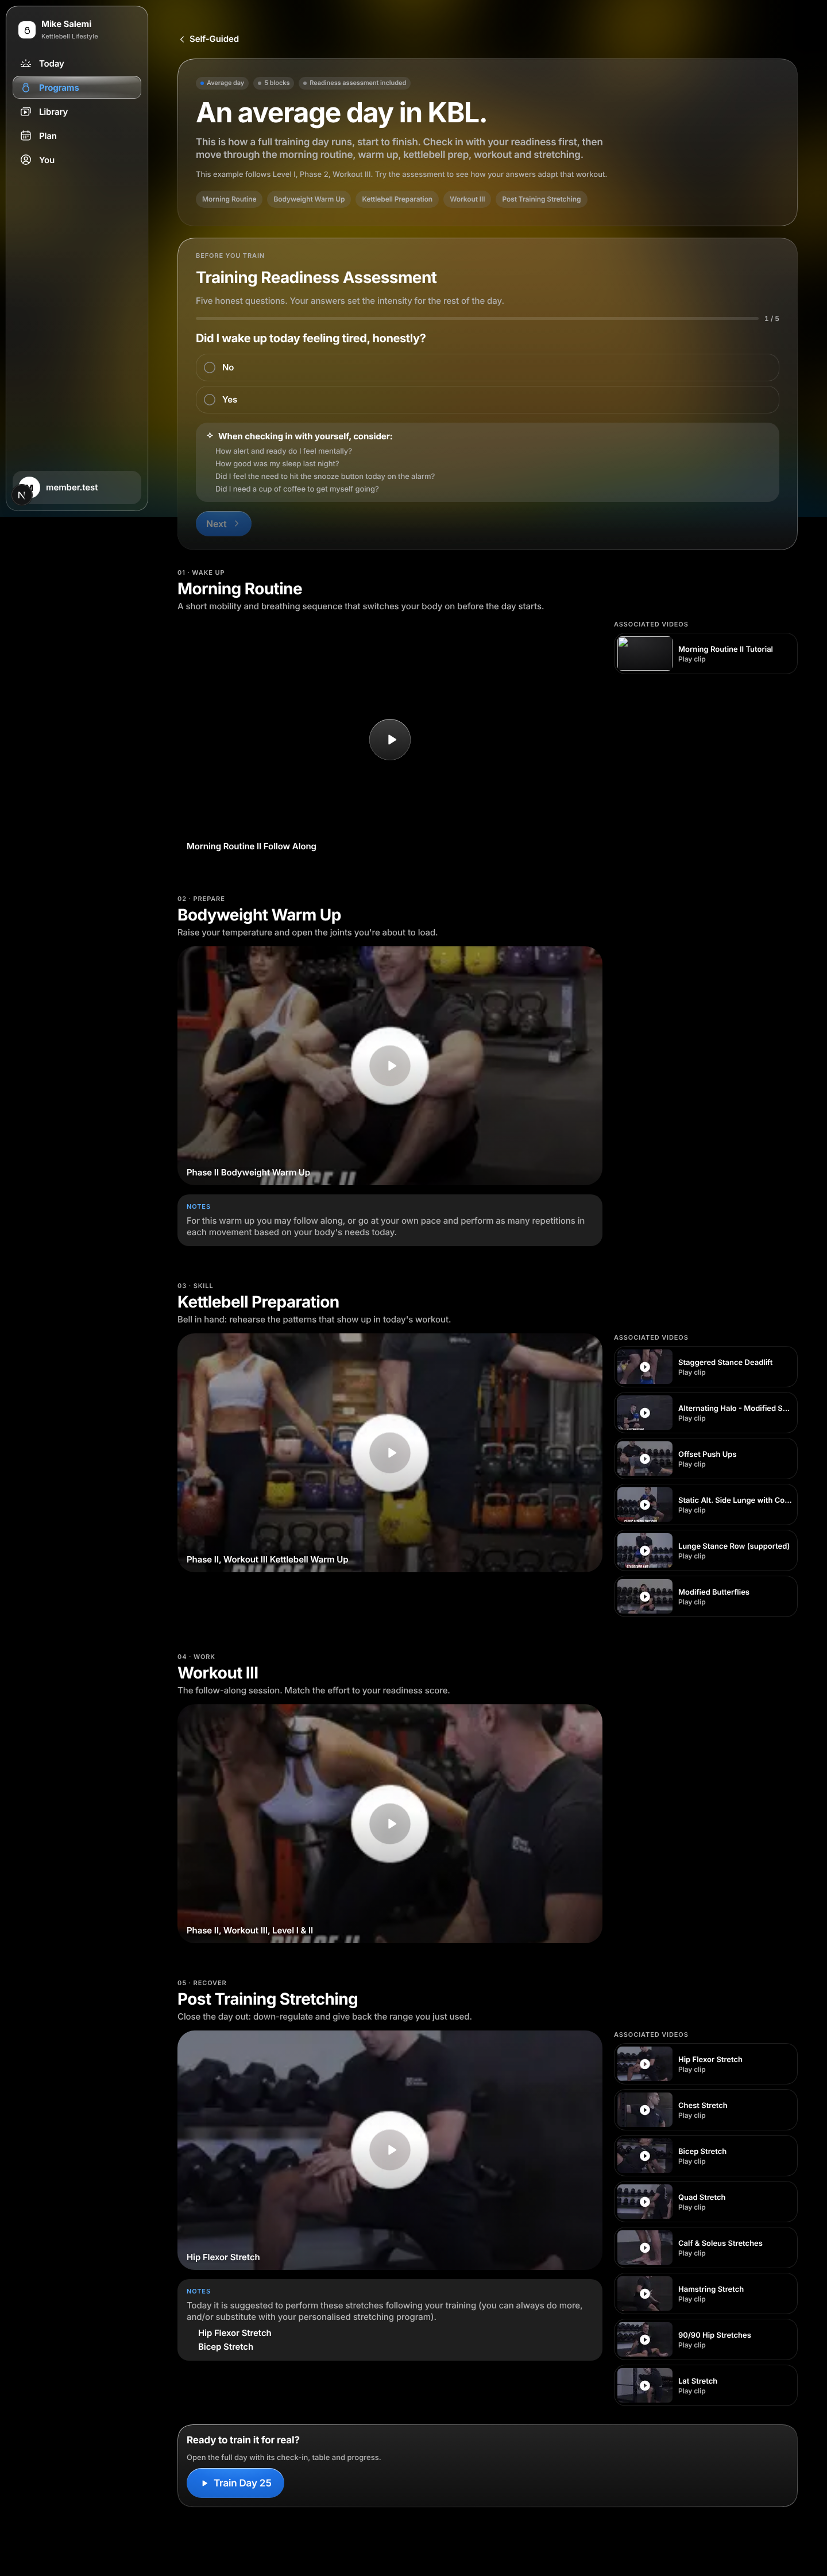 Mike Salemi
Kettlebell Lifestyle
Today
Programs
Library
Plan
You
N
member.test
Self-Guided
Average day
5 blocks
Readiness assessment included
An average day in KBL.
This is how a full training day runs, start to finish. Check in with your readiness first, then
move through the morning routine, warm up, kettlebell prep, workout and stretching.
This example follows Level I, Phase 2, Workout III. Try the assessment to see how your answers adapt that workout.
Morning Routine
Bodyweight Warm Up
Kettlebell Preparation
Workout III
Post Training Stretching
BEFORE YOU TRAIN
Training Readiness Assessment
Five honest questions. Your answers set the intensity for the rest of the day.
1 / 5
Did I wake up today feeling tired, honestly?
No
Yes
When checking in with yourself, consider:
How alert and ready do I feel mentally?
How good was my sleep last night?
Did I feel the need to hit the snooze button today on the alarm?
Did I need a cup of coffee to get myself going?
Next
01 · WAKE UP
Morning Routine
A short mobility and breathing sequence that switches your body on before the day starts.
Morning Routine II Follow Along
ASSOCIATED VIDEOS
Morning Routine II Tutorial
Play clip
02 · PREPARE
Bodyweight Warm Up
Raise your temperature and open the joints you're about to load.
Phase II Bodyweight Warm Up
PHASE II
NOTES
For this warm up you may follow along, or go at your own pace and perform as many repetitions in
each movement based on your body's needs today.
03 · SKILL
Kettlebell Preparation
Bell in hand: rehearse the patterns that show up in today's workout.
Phase II, Workout III Kettlebell Warm Up
PHASE II
ASSOCIATED VIDEOS
Staggered Stance Deadlift
Play clip
Alternating Halo - Modified S...
Play clip
Offset Push Ups
Play clip
Static Alt. Side Lunge with Co...
Play clip
Lunge Stance Row (supported)
Play clip
Modified Butterflies
Play clip
04 · WORK
Workout III
The follow-along session. Match the effort to your readiness score.
Phase II, Workout III, Level I & II
PHASE II
05 · RECOVER
Post Training Stretching
Close the day out: down-regulate and give back the range you just used.
Hip Flexor Stretch
NOTES
Today it is suggested to perform these stretches following your training (you can always do more,
and/or substitute with your personalised stretching program).
Hip Flexor Stretch
Bicep Stretch
ASSOCIATED VIDEOS
Hip Flexor Stretch
Play clip
Chest Stretch
Play clip
Bicep Stretch
Play clip
Quad Stretch
Play clip
Calf & Soleus Stretches
Play clip
Hamstring Stretch
Play clip
90/90 Hip Stretches
Play clip
Lat Stretch
Play clip
Ready to train it for real?
Open the full day with its check-in, table and progress.
Train Day 25